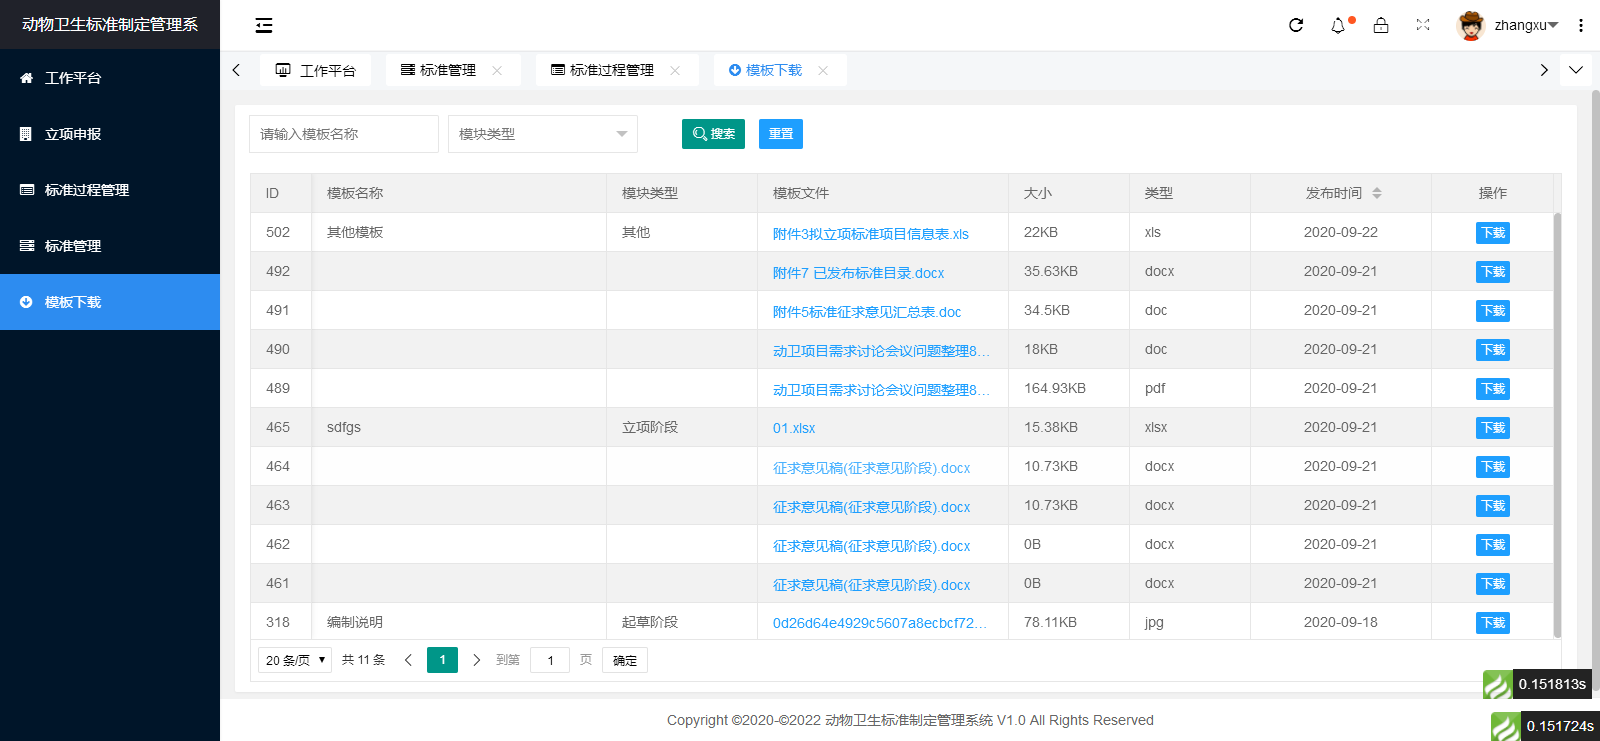 动物卫生标准制定管理系
zhangxu
工作平台
立项申报
标准过程管理
标准管理
模板下载
工作平台 标准管理 标准过程管理 模板下载
请输入模板名称 模块类型 搜索 重置
ID 模板名称 模块类型 模板文件 大小 类型 发布时间 操作
502 其他模板 其他 附件3拟立项标准项目信息表.xls 22KB xls 2020-09-22 下载
492 附件7 已发布标准目录.docx 35.63KB docx 2020-09-21 下载
491 附件5标准征求意见汇总表.doc 34.5KB doc 2020-09-21 下载
490 动卫项目需求讨论会议问题整理8... 18KB doc 2020-09-21 下载
489 动卫项目需求讨论会议问题整理8... 164.93KB pdf 2020-09-21 下载
465 sdfgs 立项阶段 01.xlsx 15.38KB xlsx 2020-09-21 下载
464 征求意见稿(征求意见阶段).docx 10.73KB docx 2020-09-21 下载
463 征求意见稿(征求意见阶段).docx 10.73KB docx 2020-09-21 下载
462 征求意见稿(征求意见阶段).docx 0B docx 2020-09-21 下载
461 征求意见稿(征求意见阶段).docx 0B docx 2020-09-21 下载
318 编制说明 起草阶段 0d26d64e4929c5607a8ecbcf72... 78.11KB jpg 2020-09-18 下载
20 条/页 共 11 条 1 到第 1 页 确定
0.151813s
Copyright ©2020-©2022 动物卫生标准制定管理系统 V1.0 All Rights Reserved
0.151724s